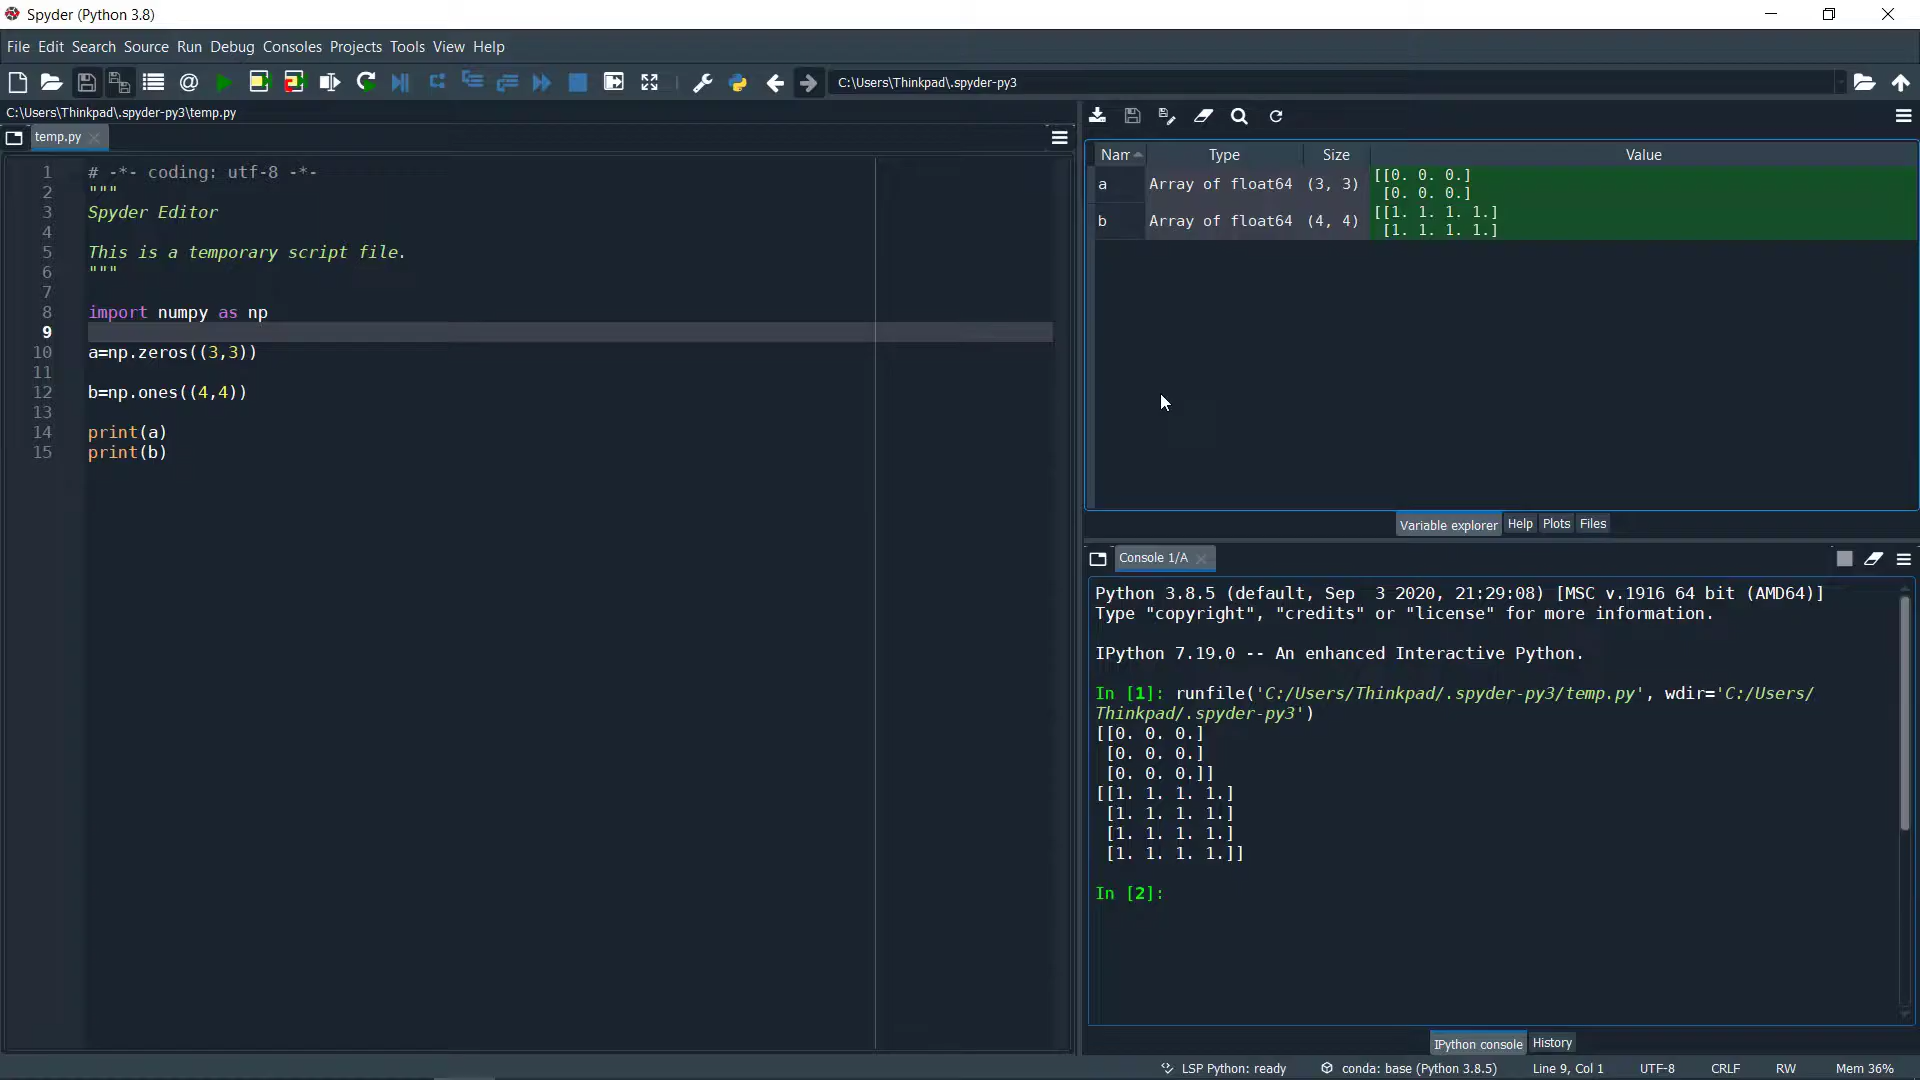 Spyder (Python 3.8)
File Edit Search Source Run Debug Consoles Projects Tools View Help
C:\Users\Thinkpad\.spyder-py3
C:\Users\Thinkpad\.spyder-py3\temp.py
temp.py
1 # -*- coding: utf-8 -*-
2 """
3 Spyder Editor
4
5 This is a temporary script file.
6 """
7
8 import numpy as np
9
10 a=np.zeros((3,3))
11
12 b=np.ones((4,4))
13
14 print(a)
15 print(b)
Nam Type Size Value
a Array of float64 (3, 3) [[0. 0. 0.]
[0. 0. 0.]
b Array of float64 (4, 4) [[1. 1. 1. 1.]
[1. 1. 1. 1.]
Variable explorer Help Plots Files
Console 1/A
Python 3.8.5 (default, Sep  3 2020, 21:29:08) [MSC v.1916 64 bit (AMD64)]
Type "copyright", "credits" or "license" for more information.
IPython 7.19.0 -- An enhanced Interactive Python.
In [1]: runfile('C:/Users/Thinkpad/.spyder-py3/temp.py', wdir='C:/Users/
Thinkpad/.spyder-py3')
[[0. 0. 0.]
[0. 0. 0.]
[0. 0. 0.]]
[[1. 1. 1. 1.]
[1. 1. 1. 1.]
[1. 1. 1. 1.]
[1. 1. 1. 1.]]
In [2]:
IPython console History
LSP Python: ready conda: base (Python 3.8.5) Line 9, Col 1 UTF-8 CRLF RW Mem 36%